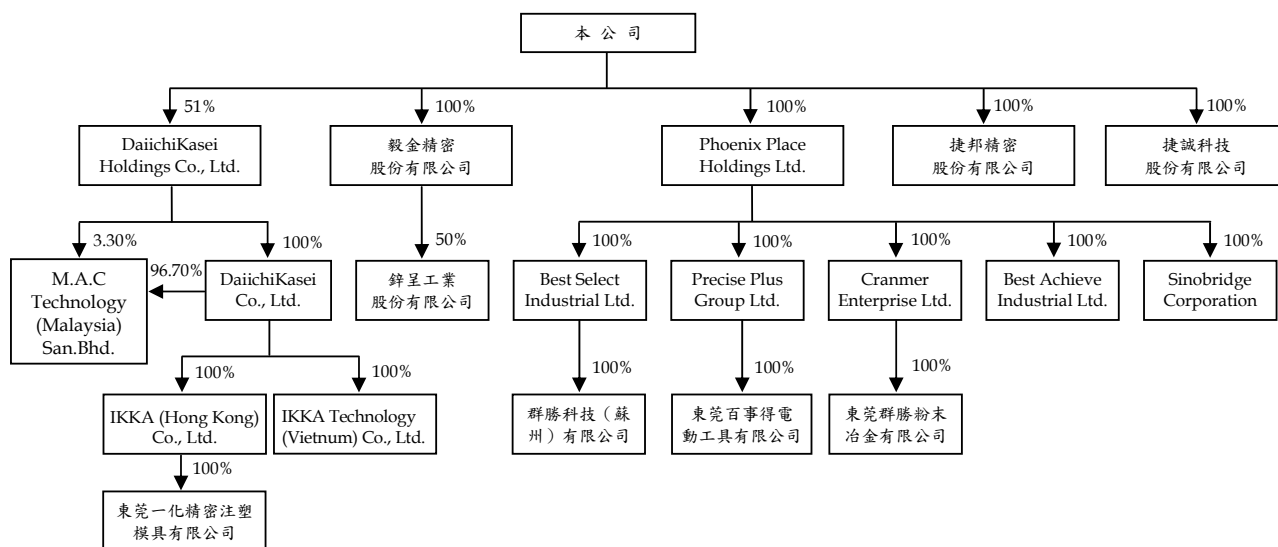 本公司
51%
100%
100%
100%
100%
DaiichiKasei
Holdings Co., Ltd.
毅金精密
股份有限公司
Phoenix Place
Holdings Ltd.
捷邦精密
股份有限公司
捷誠科技
股份有限公司
3.30%
100%
50%
100%
100%
100%
100%
100%
M.A.C
Technology
(Malaysia)
San.Bhd.
96.70%
DaiichiKasei
Co., Ltd.
鋅呈工業
股份有限公司
Best Select
Industrial Ltd.
Precise Plus
Group Ltd.
Cranmer
Enterprise Ltd.
Best Achieve
Industrial Ltd.
Sinobridge
Corporation
100%
100%
100%
100%
100%
IKKA (Hong Kong)
Co., Ltd.
IKKA Technology
(Vietnum) Co., Ltd.
群勝科技（蘇
州）有限公司
東莞百事得電
動工具有限公司
東莞群勝粉末
冶金有限公司
100%
東莞一化精密注塑
模具有限公司